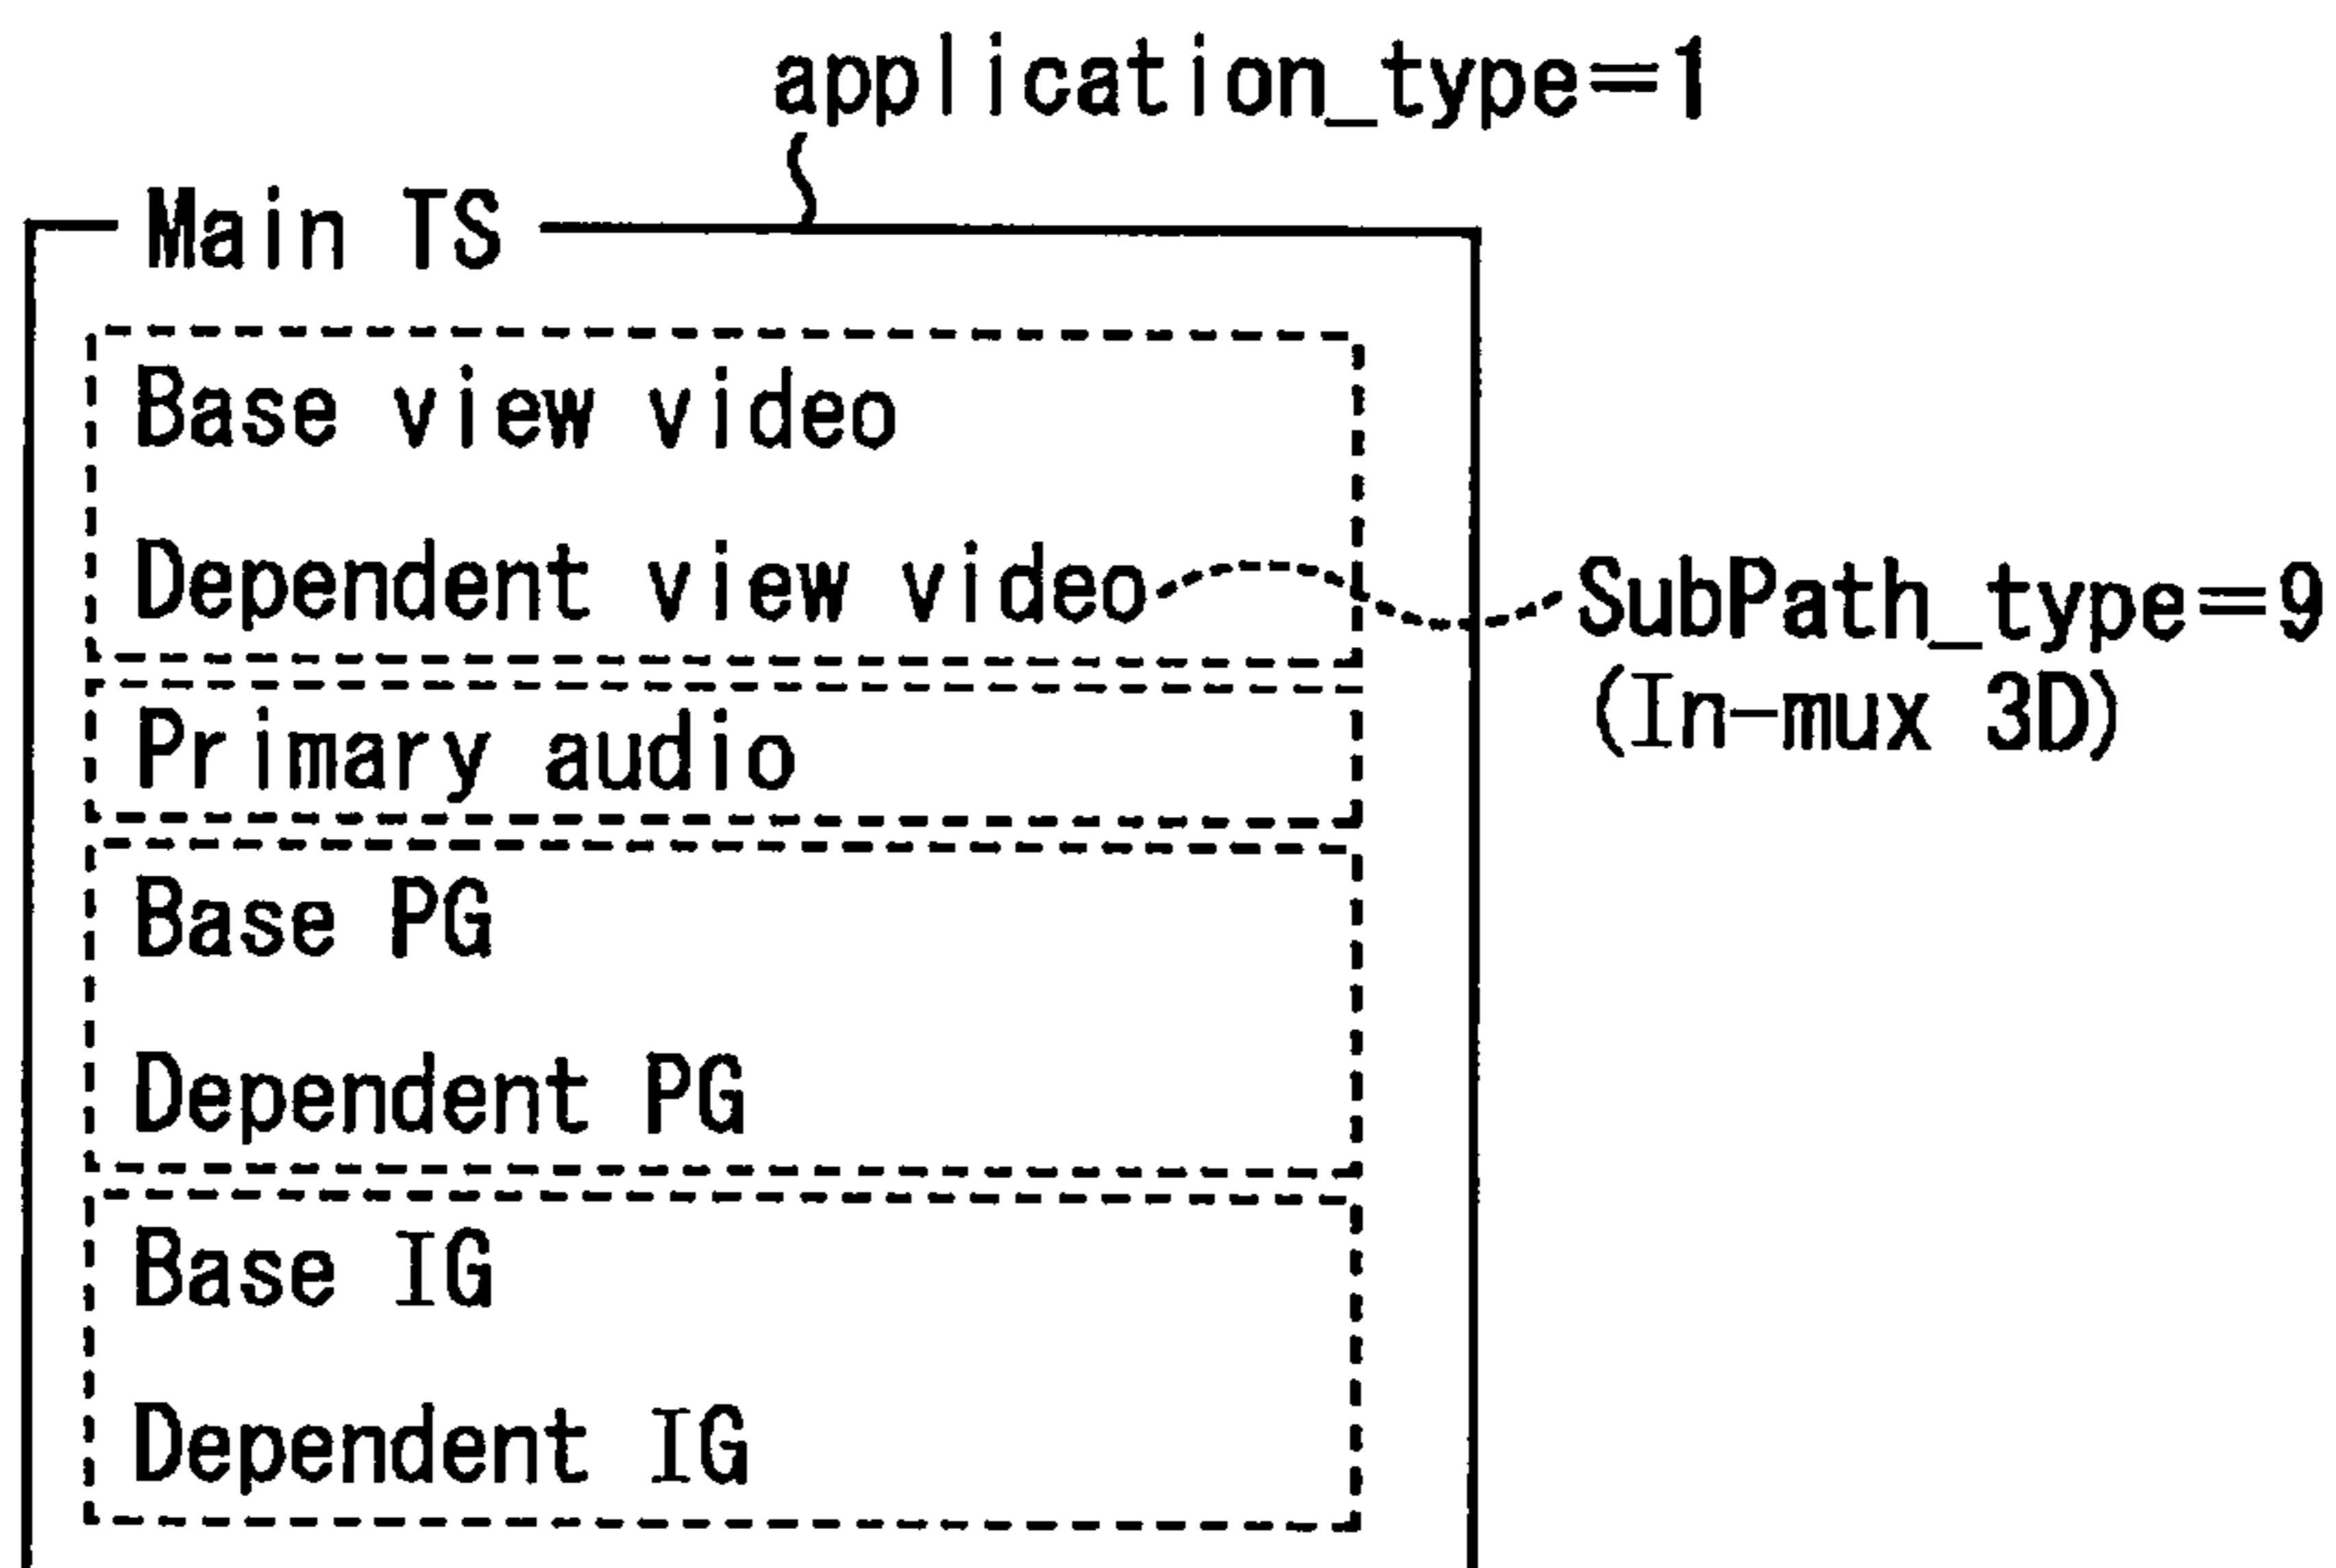 application_type=1
Main TS
Base view video
Dependent view video
SubPath_type=9
(In-mux 3D)
Primary audio
Base PG
Dependent PG
Base IG
Dependent IG